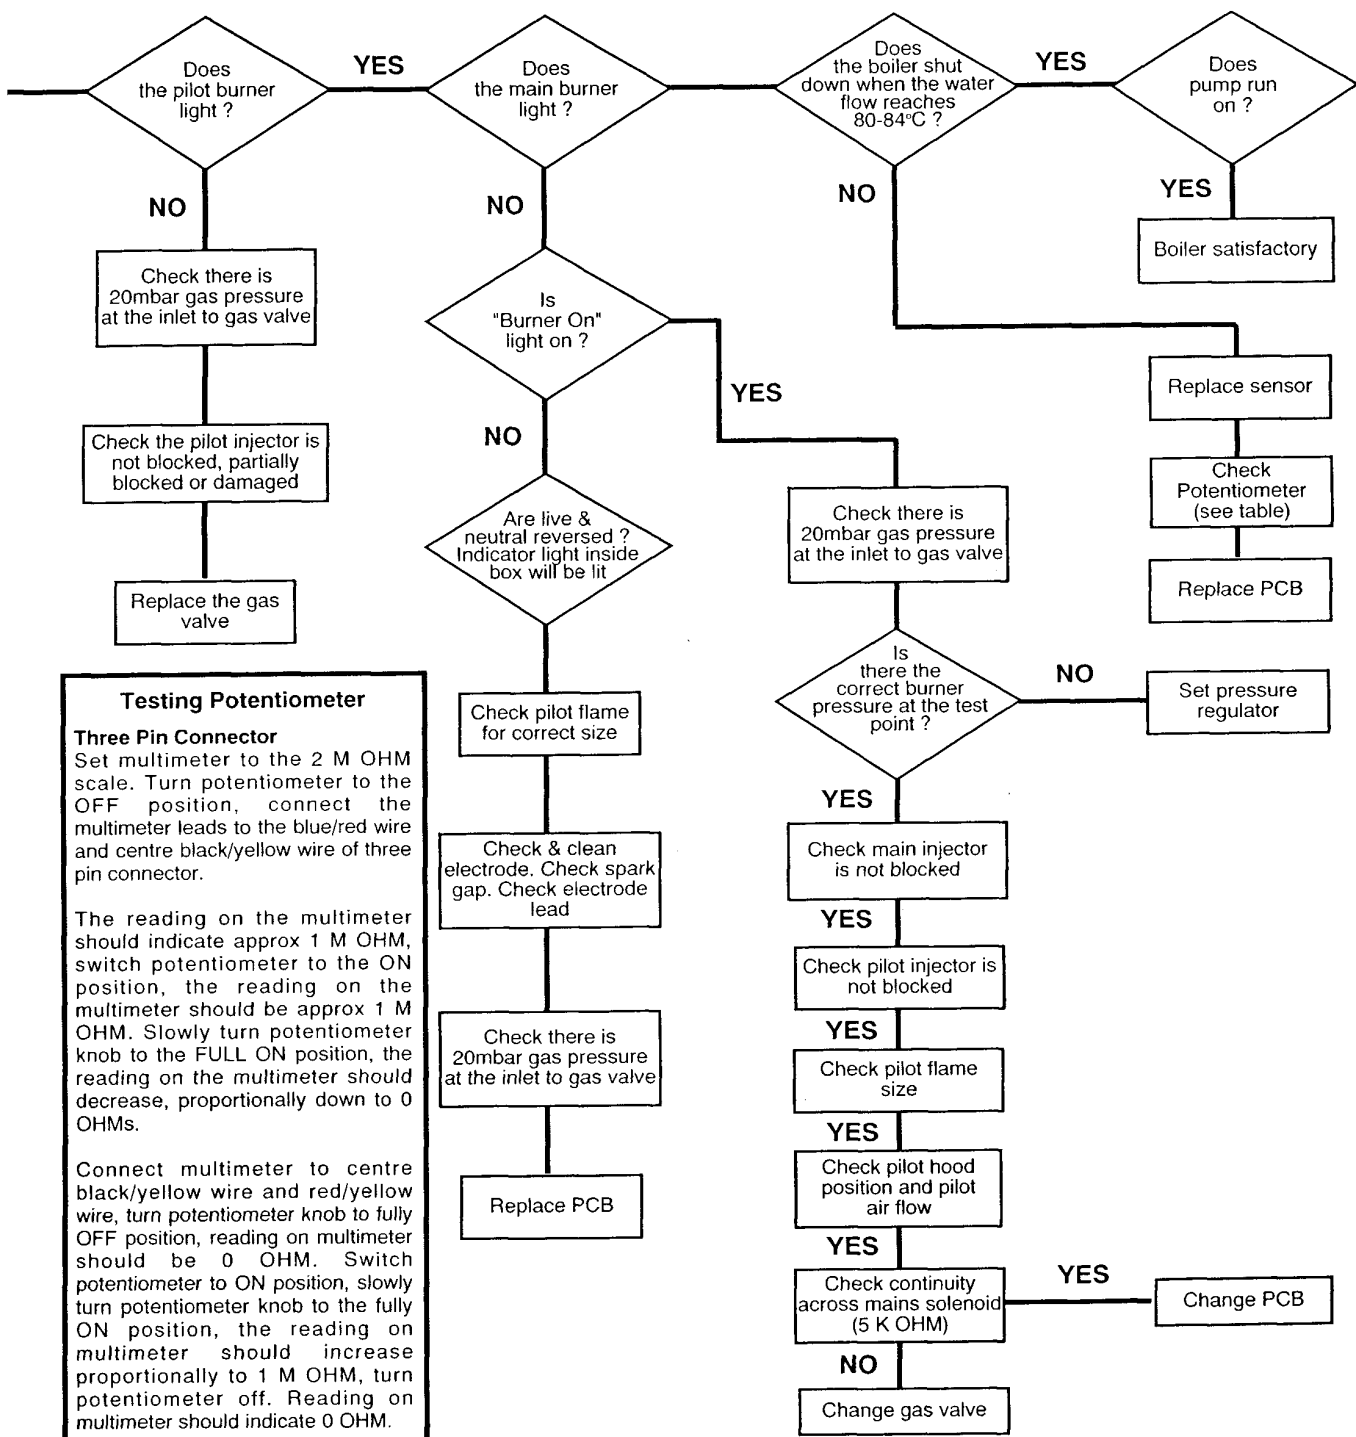 Does
the pilot burner
light ?
YES
Does
the main burner
light ?
Does
the boiler shut
down when the water
flow reaches
80-84°C ?
YES
Does
pump run
on ?
NO
NO
NO
YES
Check there is
20mbar gas pressure
at the inlet to gas valve
Is
"Burner On"
light on ?
Boiler satisfactory
YES
Replace sensor
Check the pilot injector is
not blocked, partially
blocked or damaged
NO
Check
Potentiometer
(see table)
Are live &
neutral reversed ?
Indicator light inside
box will be lit
Check there is
20mbar gas pressure
at the inlet to gas valve
Replace the gas
valve
Replace PCB
Is
there the
correct burner
pressure at the test
point ?
NO
Set pressure
regulator
Check pilot flame
for correct size
YES
Check & clean
electrode. Check spark
gap. Check electrode
lead
Check main injector
is not blocked
YES
Check pilot injector is
not blocked
Check there is
20mbar gas pressure
at the inlet to gas valve
YES
Check pilot flame
size
YES
Replace PCB
Check pilot hood
position and pilot
air flow
YES
Check continuity
across mains solenoid
(5 K OHM)
YES
Change PCB
NO
Change gas valve
Testing Potentiometer
Three Pin Connector
Set multimeter to the 2 M OHM
scale. Turn potentiometer to the
OFF position, connect the
multimeter leads to the blue/red wire
and centre black/yellow wire of three
pin connector.
The reading on the multimeter
should indicate approx 1 M OHM,
switch potentiometer to the ON
position, the reading on the
multimeter should be approx 1 M
OHM. Slowly turn potentiometer
knob to the FULL ON position, the
reading on the multimeter should
decrease, proportionally down to 0
OHMs.
Connect multimeter to centre
black/yellow wire and red/yellow
wire, turn potentiometer knob to fully
OFF position, reading on multimeter
should be 0 OHM. Switch
potentiometer to ON position, slowly
turn potentiometer knob to the fully
ON position, the reading on
multimeter should increase
proportionally to 1 M OHM, turn
potentiometer off. Reading on
multimeter should indicate 0 OHM.